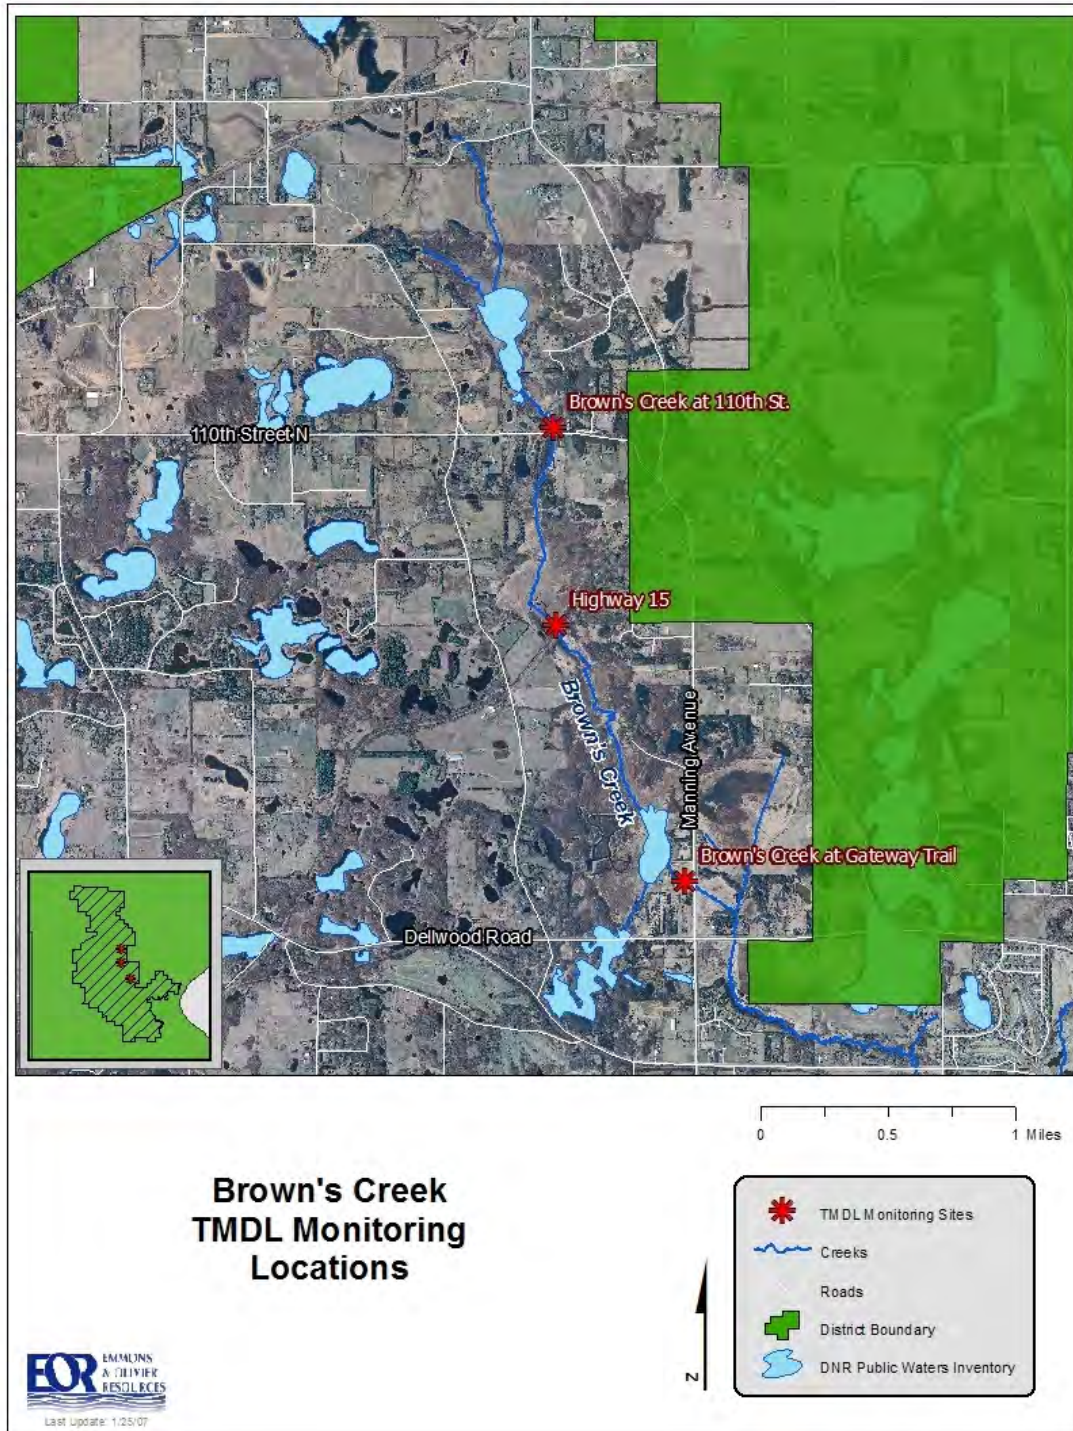 Brown's Creek at 110th St.
110th Street N
Highway 15
Brown's Creek
Manning Avenue
Brown's Creek at Gateway Trail
Dellwood Road
0 0.5 1 Miles
Brown's Creek
TMDL Monitoring
Locations
TMDL Monitoring Sites
Creeks
Roads
District Boundary
DNR Public Waters Inventory
N
EOR
EMMONS
& OLIVIER
RESOURCES
Last Update: 1/25/07